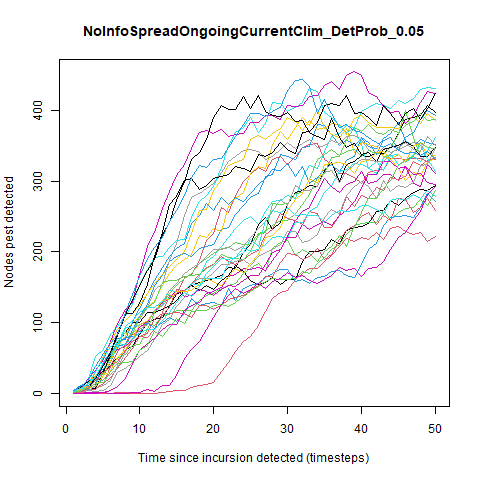 NoInfoSpreadOngoingCurrentClim_DetProb_0.05
400
300
200
100
0
Nodes pest detected
0 10 20 30 40 50
Time since incursion detected (timesteps)